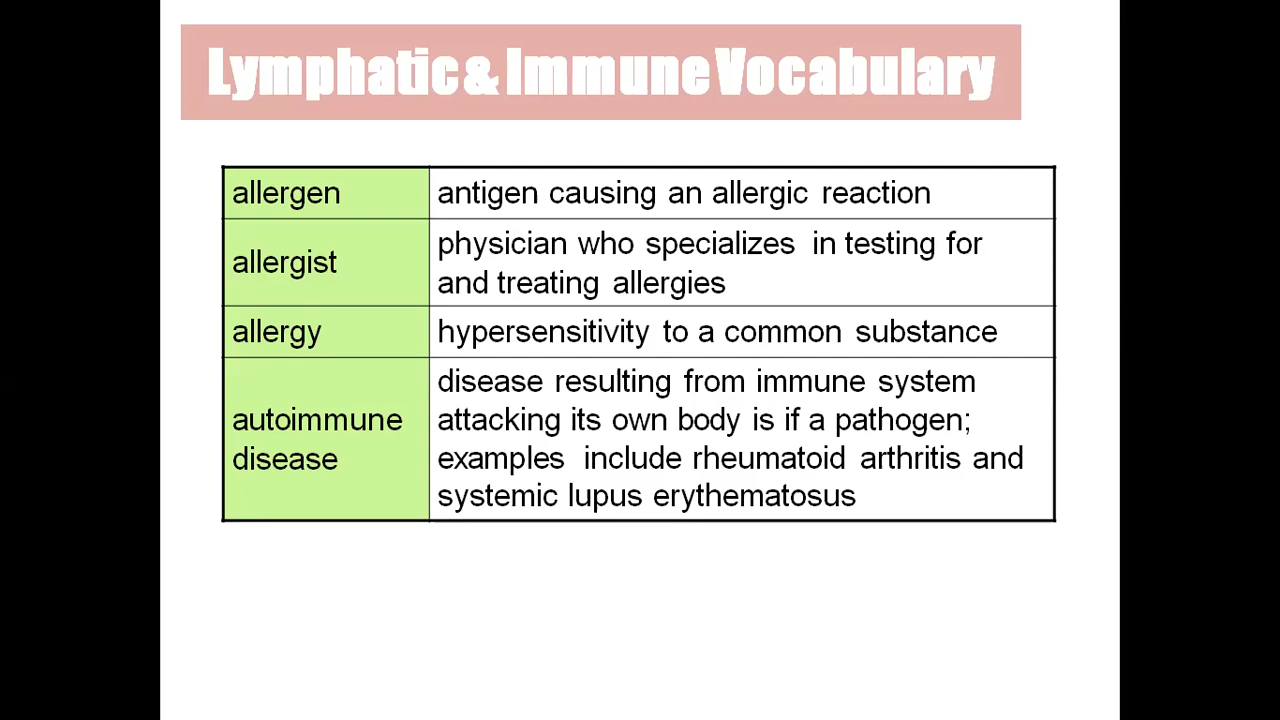 Lymphatic & Immune Vocabulary
allergen
antigen causing an allergic reaction
allergist
physician who specializes in testing for
and treating allergies
allergy
hypersensitivity to a common substance
autoimmune
disease
disease resulting from immune system
attacking its own body is if a pathogen;
examples include rheumatoid arthritis and
systemic lupus erythematosus